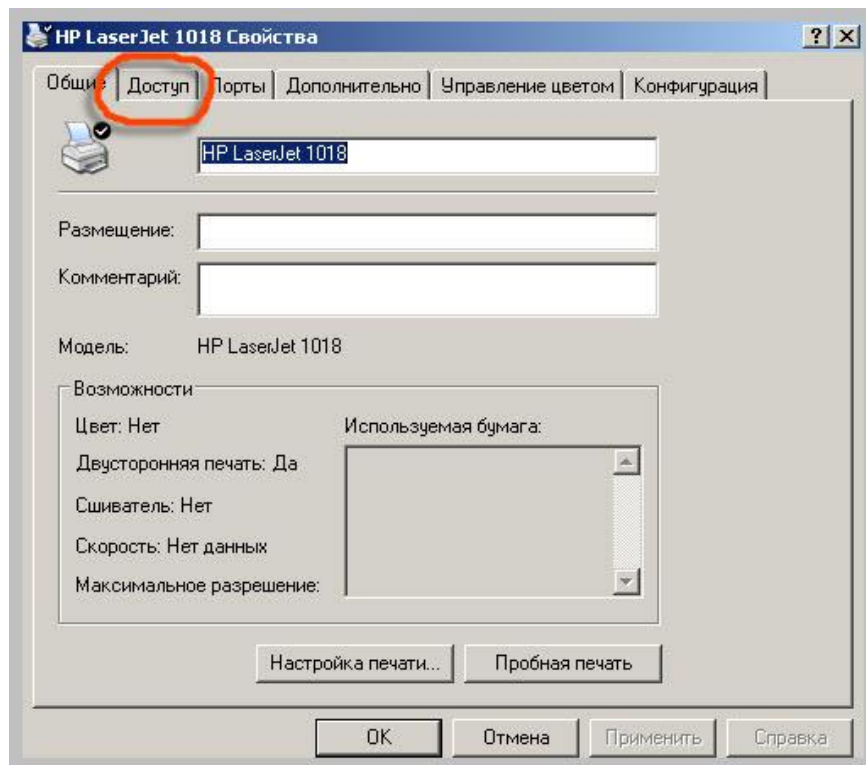 HP LaserJet 1018 Свойства
Общие Доступ Порты Дополнительно Управление цветом Конфигурация
HP LaserJet 1018
Размещение:
Комментарий:
Модель: HP LaserJet 1018
Возможности
Цвет: Нет Используемая бумага:
Двусторонняя печать: Да
Сшиватель: Нет
Скорость: Нет данных
Максимальное разрешение:
Настройка печати... Пробная печать
OK Отмена Применить Справка